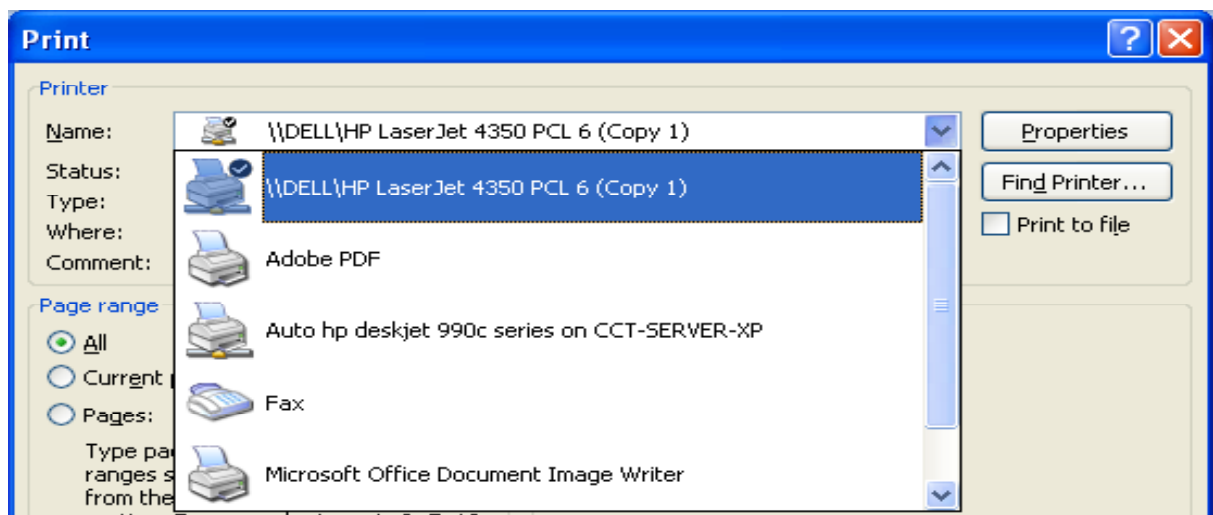 Print
Printer
Name: \\DELL\HP LaserJet 4350 PCL 6 (Copy 1) Properties
Status: \\DELL\HP LaserJet 4350 PCL 6 (Copy 1) Find Printer...
Type:
Where: Print to file
Comment: Adobe PDF
Page range
All Auto hp deskjet 990c series on CCT-SERVER-XP
Current
Pages: Fax
Type
ranges
from the Microsoft Office Document Image Writer